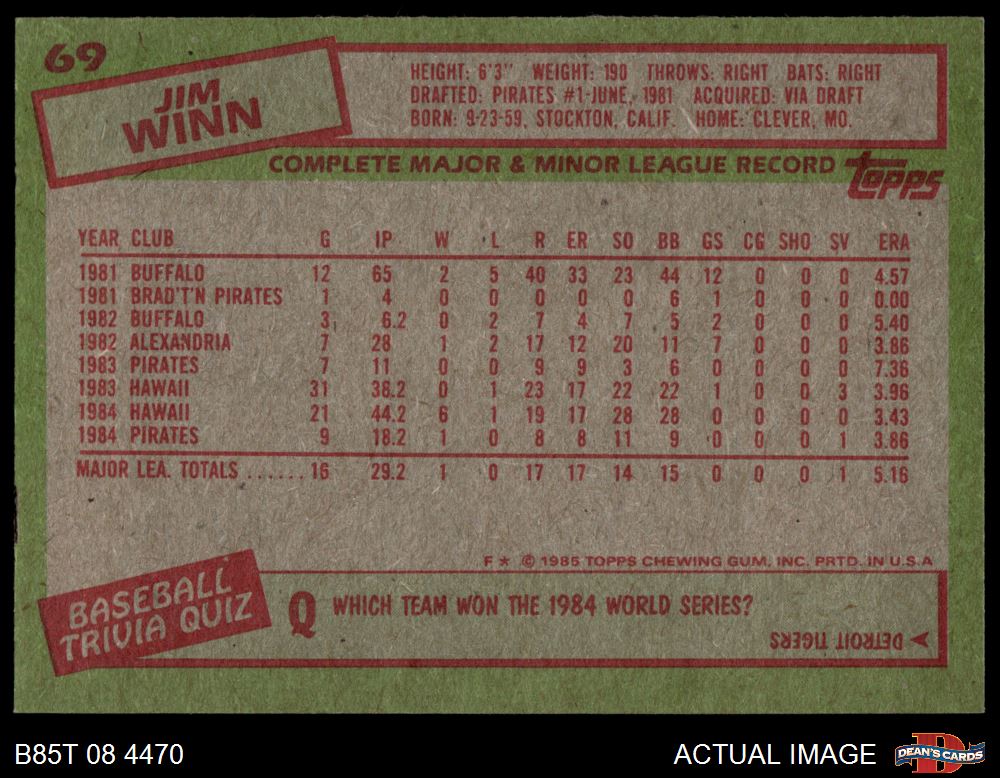 69
JIM
WINN
HEIGHT: 6'3" WEIGHT: 190 THROWS: RIGHT BATS: RIGHT
DRAFTED: PIRATES #1-JUNE, 1981 ACQUIRED: VIA DRAFT
BORN: 9-23-59, STOCKTON, CALIF. HOME: CLEVER, MO.
COMPLETE MAJOR & MINOR LEAGUE RECORD topps
YEAR CLUB G IP W L R ER SO BB GS CG SHO SV ERA
1981 BUFFALO 12 65 2 5 40 33 23 44 12 0 0 0 4.57
1981 BRAD'T'N PIRATES 1 4 0 0 0 0 0 6 1 0 0 0 0.00
1982 BUFFALO 3 6.2 0 2 7 4 7 5 2 0 0 0 5.40
1982 ALEXANDRIA 7 28 1 2 17 12 20 11 7 0 0 0 3.86
1983 PIRATES 7 11 0 0 9 9 3 6 0 0 0 0 7.36
1983 HAWAII 31 38.2 0 1 23 17 22 22 1 0 0 3 3.96
1984 HAWAII 21 44.2 6 1 19 17 28 28 0 0 0 0 3.43
1984 PIRATES 9 18.2 1 0 8 8 11 9 0 0 0 1 3.86
MAJOR LEA. TOTALS ...... 16 29.2 1 0 17 17 14 15 0 0 0 1 5.16
F * © 1985 TOPPS CHEWING GUM, INC. PRTD. IN U.S.A
BASEBALL
TRIVIA QUIZ
Q WHICH TEAM WON THE 1984 WORLD SERIES?
DETROIT TIGERS
B85T 08 4470 ACTUAL IMAGE DEAN'S CARDS